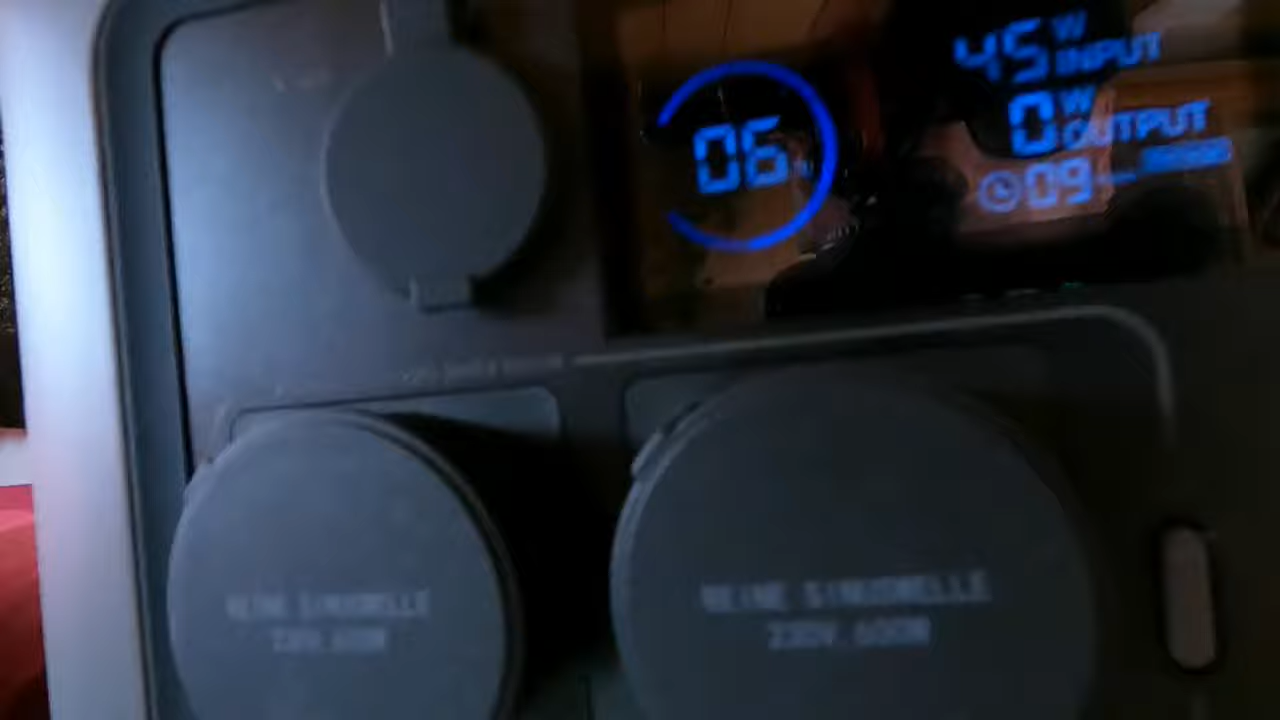 45 W
INPUT
0 W
OUTPUT
06
09
REINE SINUSWELLE
230V, 600W
REINE SINUSWELLE
230V, 600W